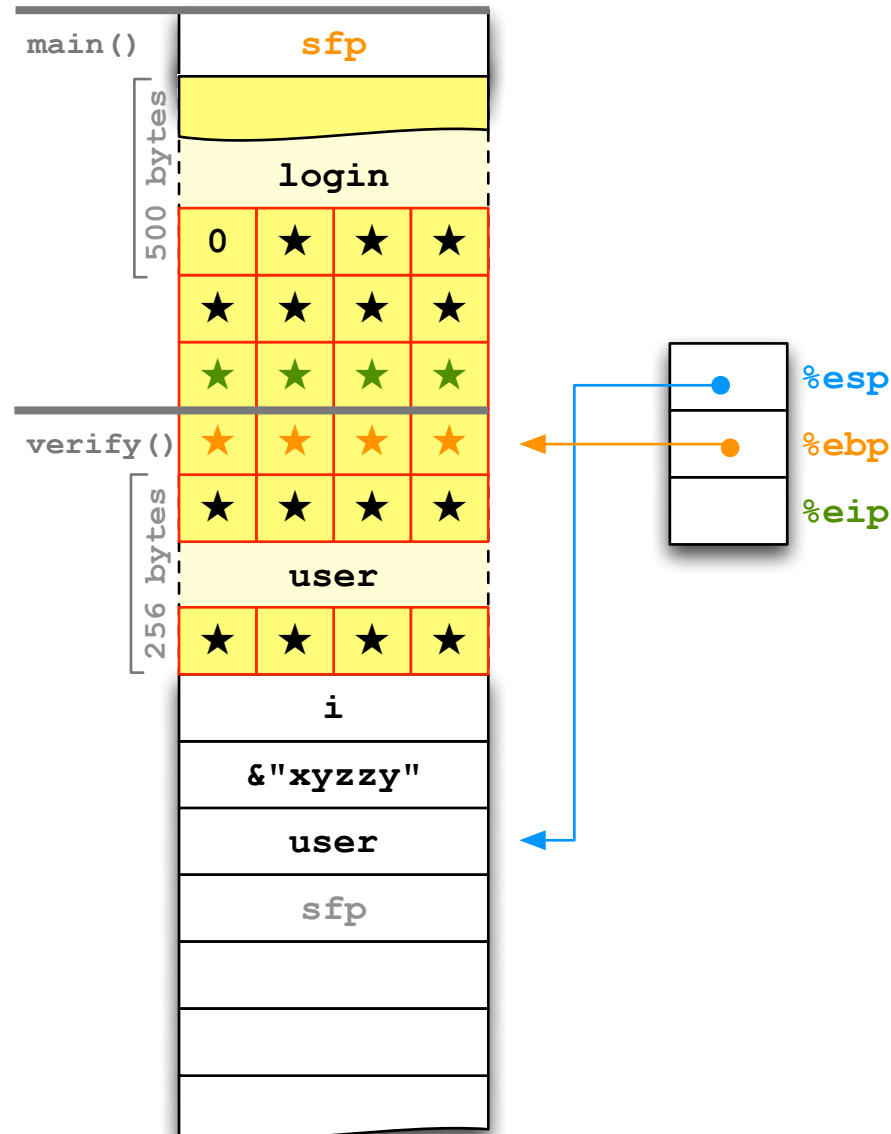 main()
sfp
500 bytes
login
0 ★ ★ ★
★ ★ ★ ★
★ ★ ★ ★
%esp
verify()
★ ★ ★ ★
%ebp
★ ★ ★ ★
%eip
256 bytes
user
★ ★ ★ ★
i
&"xyzzy"
user
sfp